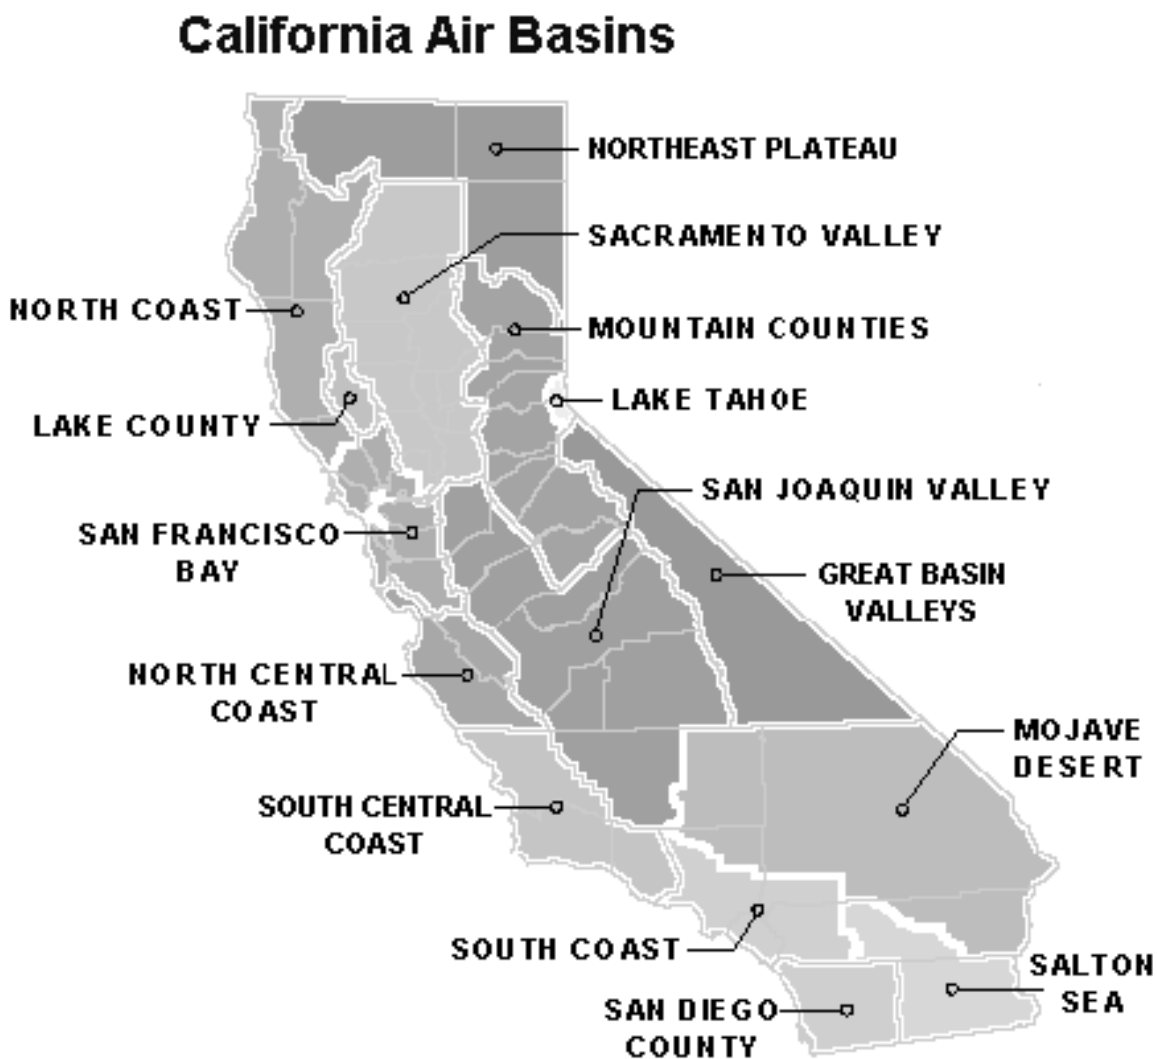 California Air Basins
NORTHEAST PLATEAU
SACRAMENTO VALLEY
NORTH COAST
MOUNTAIN COUNTIES
LAKE TAHOE
LAKE COUNTY
SAN JOAQUIN VALLEY
SAN FRANCISCO
BAY
GREAT BASIN
VALLEYS
NORTH CENTRAL
COAST
MOJAVE
DESERT
SOUTH CENTRAL
COAST
SOUTH COAST
SALTON
SEA
SAN DIEGO
COUNTY